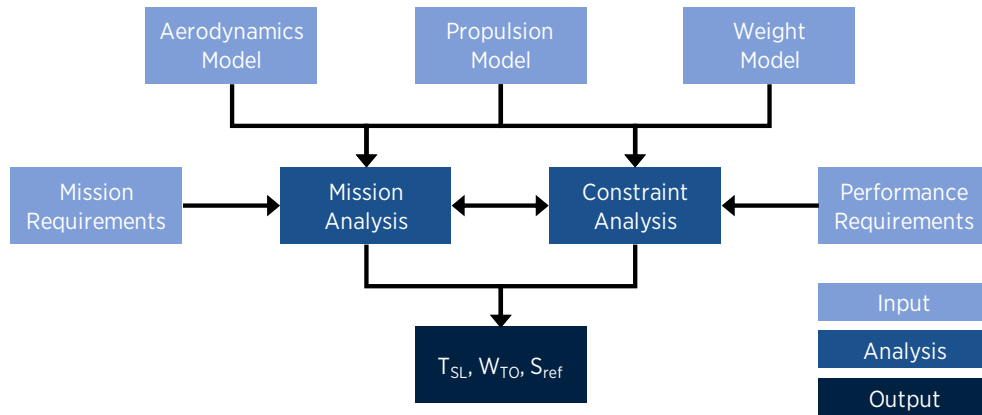 Aerodynamics
Model
Propulsion
Model
Weight
Model
Mission
Requirements
Mission
Analysis
Constraint
Analysis
Performance
Requirements
T_SL, W_TO, S_ref
Input
Analysis
Output